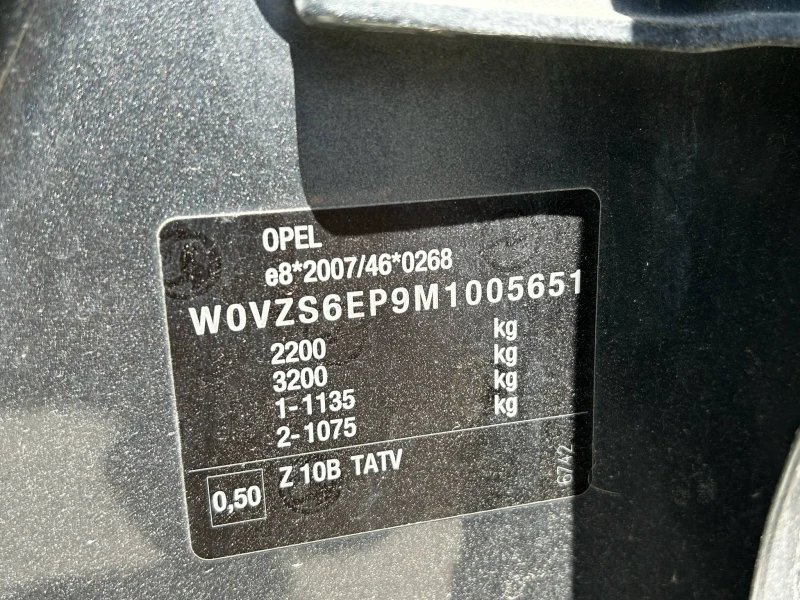 OPEL
e8*2007/46*0268
W0VZS6EP9M1005651
2200 kg
3200 kg
1-1135 kg
2-1075 kg
0,50 Z 10B TATV
6742